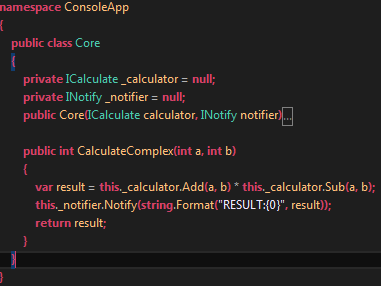 namespace ConsoleApp
{
public class Core
{
private ICalculate _calculator = null;
private INotify _notifier = null;
public Core(ICalculate calculator, INotify notifier)...
public int CalculateComplex(int a, int b)
{
var result = this._calculator.Add(a, b) * this._calculator.Sub(a, b);
this._notifier.Notify(string.Format("RESULT:{0}", result));
return result;
}
}
}